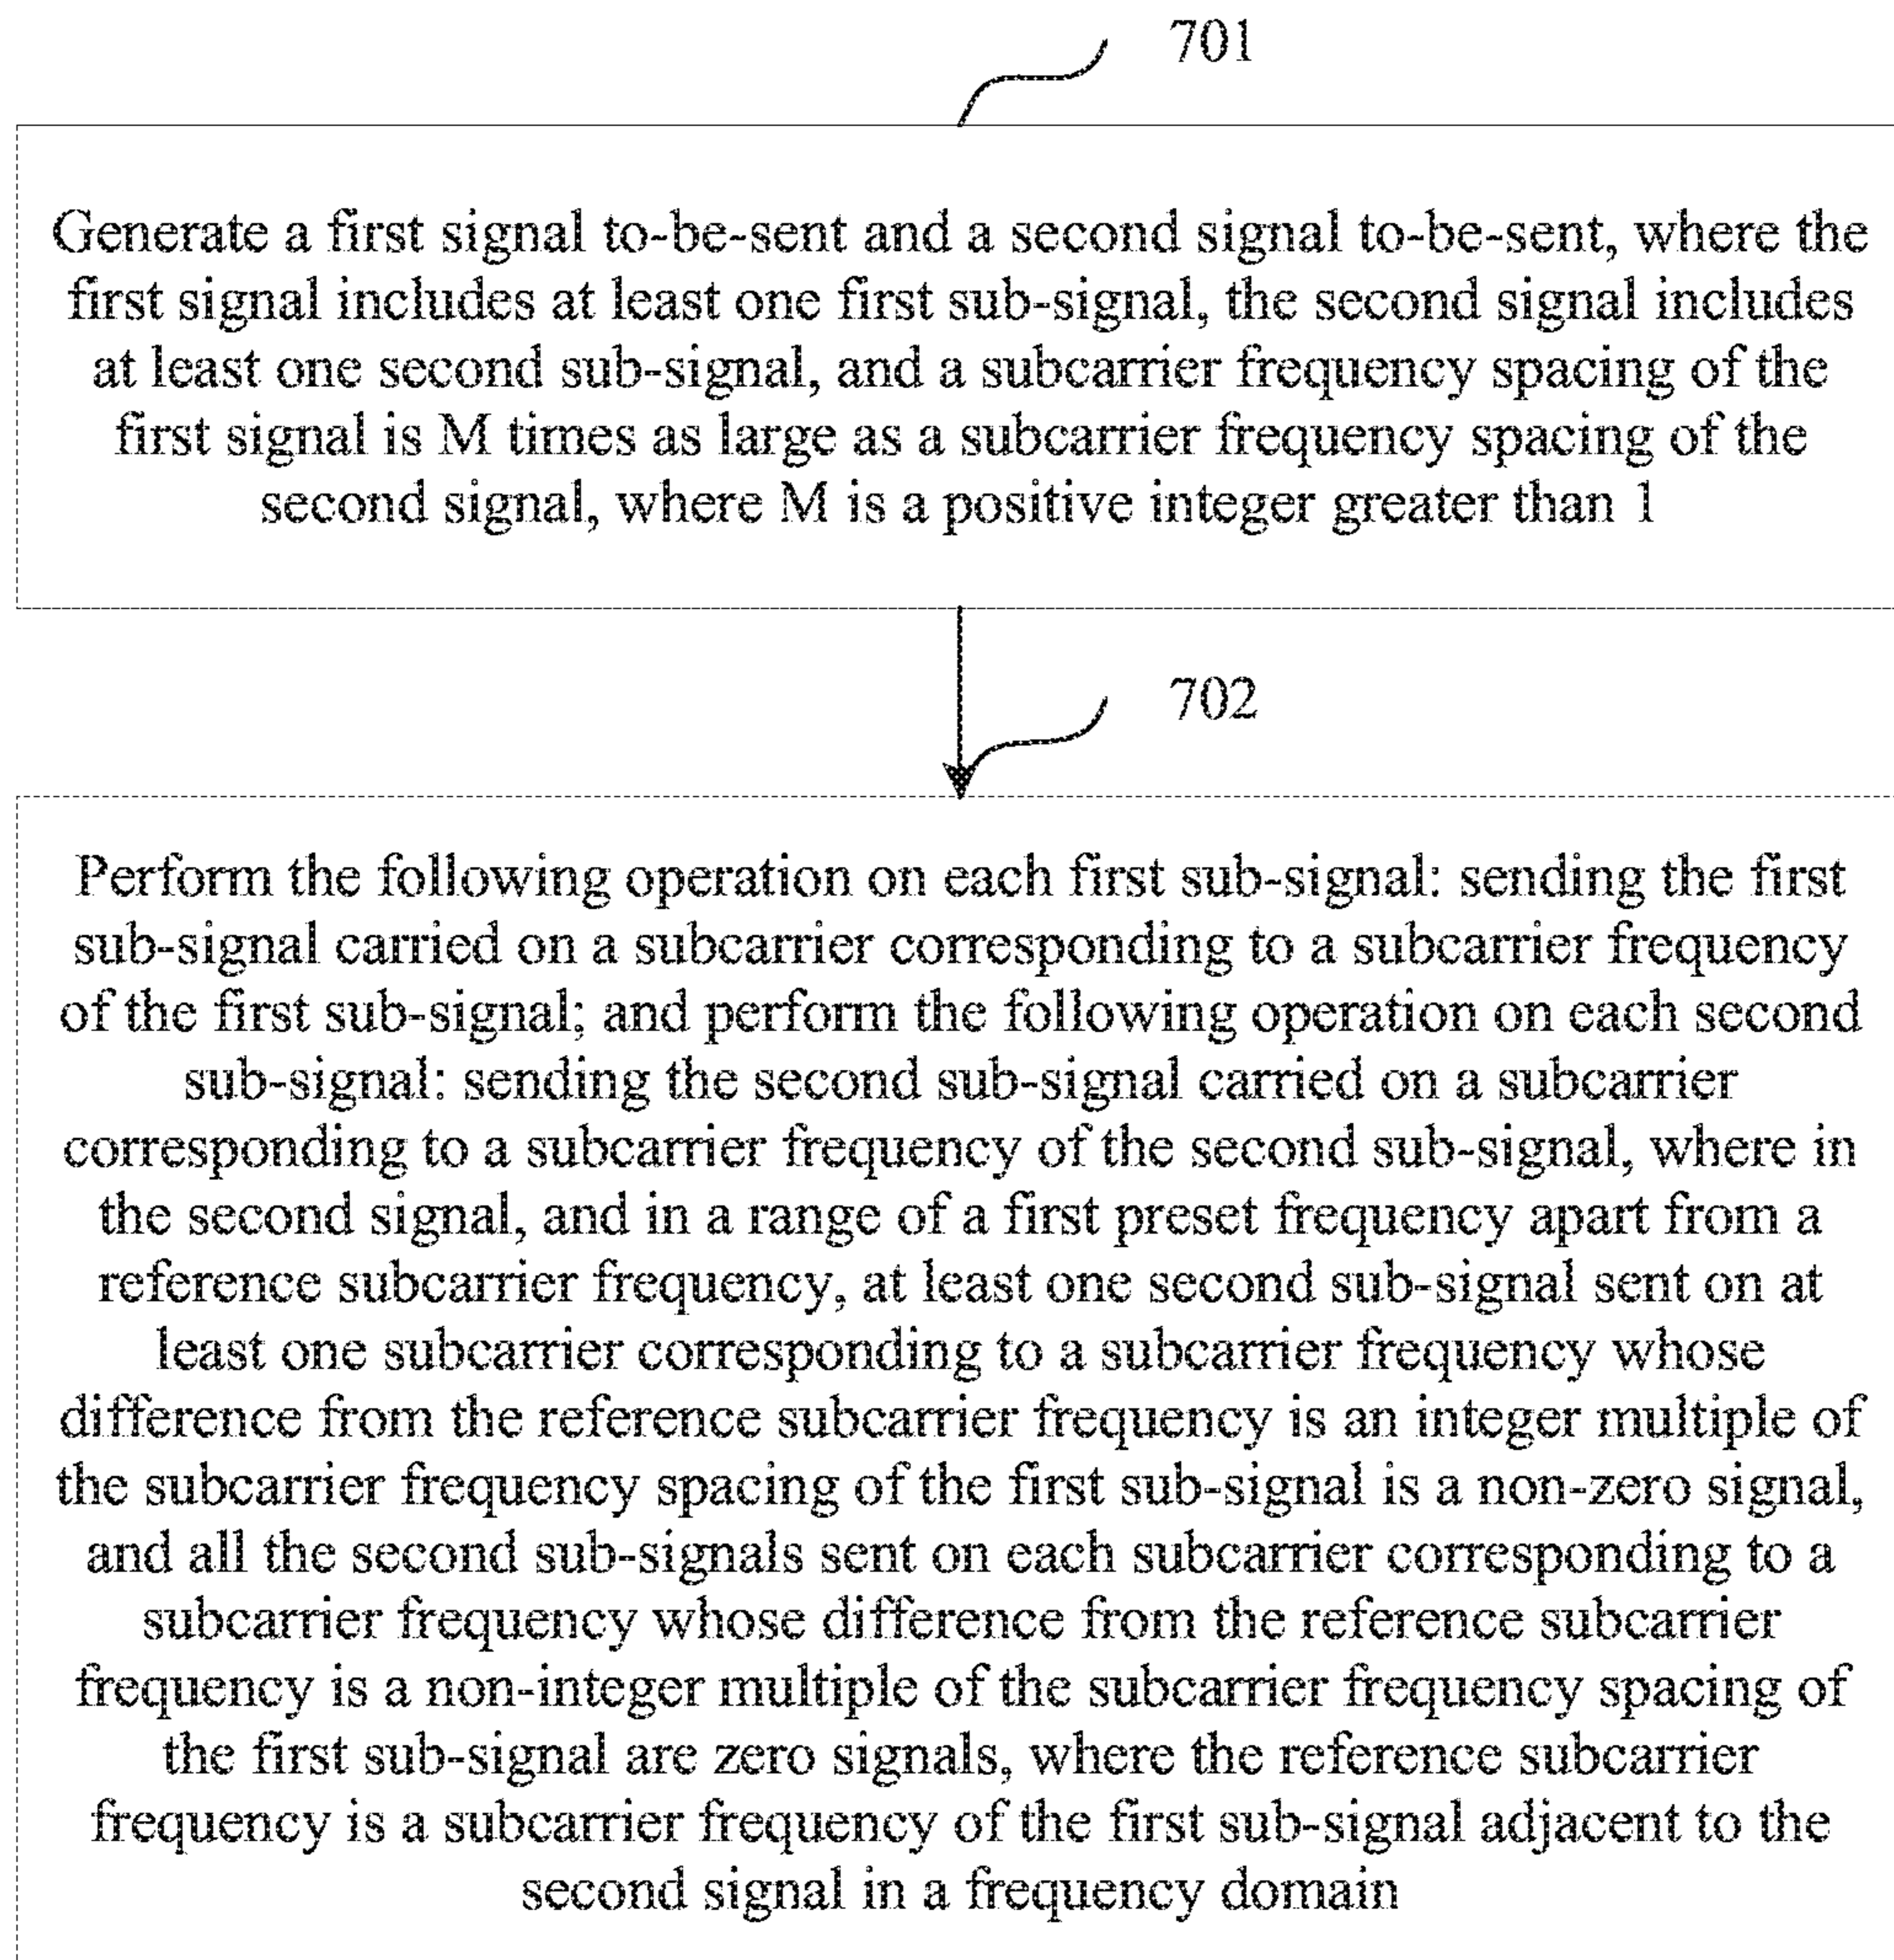 701
Generate a first signal to-be-sent and a second signal to-be-sent, where the
first signal includes at least one first sub-signal, the second signal includes
at least one second sub-signal, and a subcarrier frequency spacing of the
first signal is M times as large as a subcarrier frequency spacing of the
second signal, where M is a positive integer greater than 1
702
Perform the following operation on each first sub-signal: sending the first
sub-signal carried on a subcarrier corresponding to a subcarrier frequency
of the first sub-signal; and perform the following operation on each second
sub-signal: sending the second sub-signal carried on a subcarrier
corresponding to a subcarrier frequency of the second sub-signal, where in
the second signal, and in a range of a first preset frequency apart from a
reference subcarrier frequency, at least one second sub-signal sent on at
least one subcarrier corresponding to a subcarrier frequency whose
difference from the reference subcarrier frequency is an integer multiple of
the subcarrier frequency spacing of the first sub-signal is a non-zero signal,
and all the second sub-signals sent on each subcarrier corresponding to a
subcarrier frequency whose difference from the reference subcarrier
frequency is a non-integer multiple of the subcarrier frequency spacing of
the first sub-signal are zero signals, where the reference subcarrier
frequency is a subcarrier frequency of the first sub-signal adjacent to the
second signal in a frequency domain